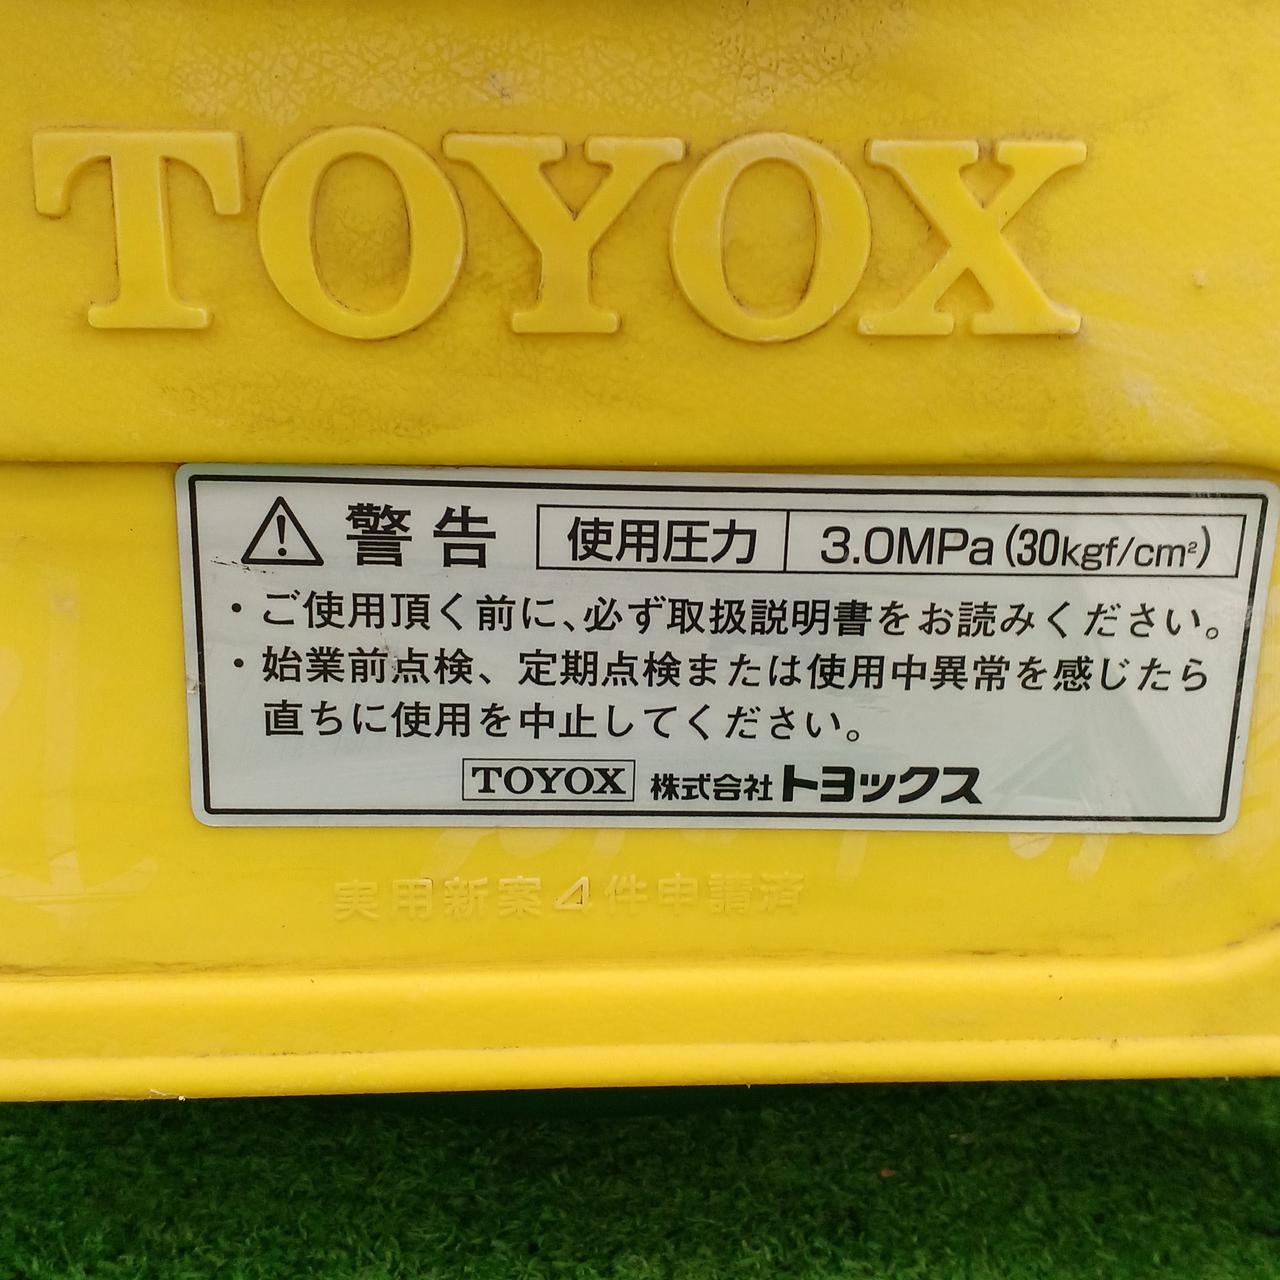 TOYOX
警告 使用圧力 3.0MPa(30kgf/cm²)
・ご使用頂く前に、必ず取扱説明書をお読みください。
・始業前点検、定期点検または使用中異常を感じたら
直ちに使用を中止してください。
TOYOX 株式会社トヨックス
実用新案4件申請済